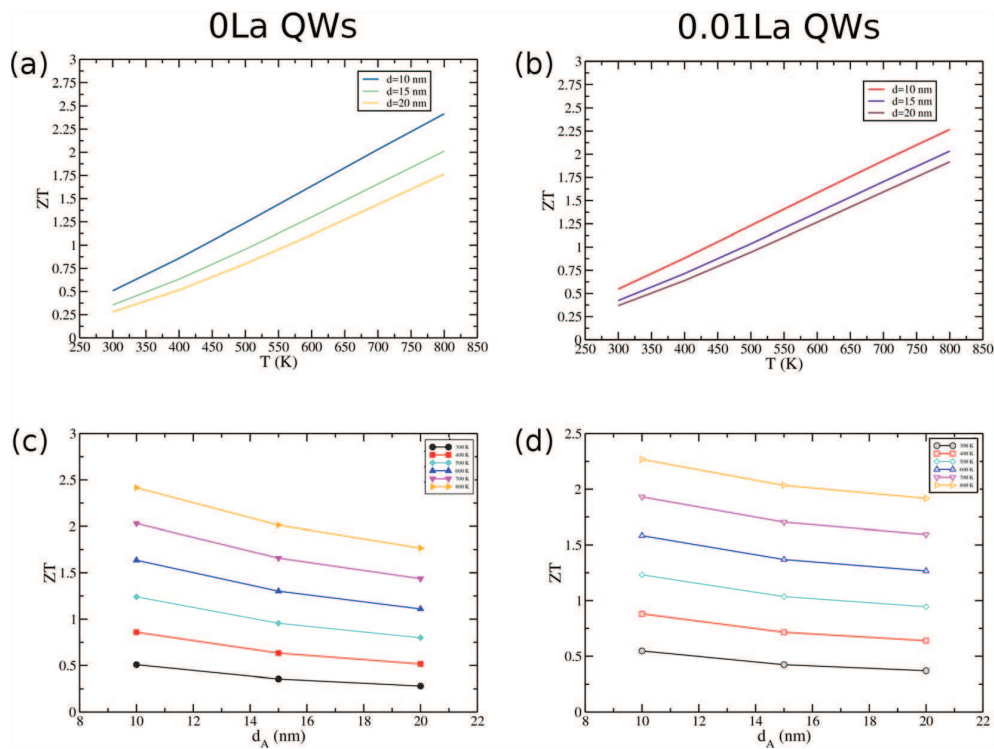 0La QWs
0.01La QWs
(a)
3
2.75
2.5
2.25
2
1.75
1.5
1.25
1
0.75
0.5
0.25
0
ZT
d=10 nm
d=15 nm
d=20 nm
250 300 350 400 450 500 550 600 650 700 750 800 850
T (K)
(b)
3
2.75
2.5
2.25
2
1.75
1.5
1.25
1
0.75
0.5
0.25
0
ZT
d=10 nm
d=15 nm
d=20 nm
250 300 350 400 450 500 550 600 650 700 750 800 850
T (K)
(c)
3
2.5
2
1.5
1
0.5
0
ZT
300 K
400 K
500 K
600 K
700 K
800 K
8 10 12 14 16 18 20 22
d_A (nm)
(d)
2.5
2
1.5
1
0.5
0
ZT
300 K
400 K
500 K
600 K
700 K
800 K
8 10 12 14 16 18 20 22
d_A (nm)